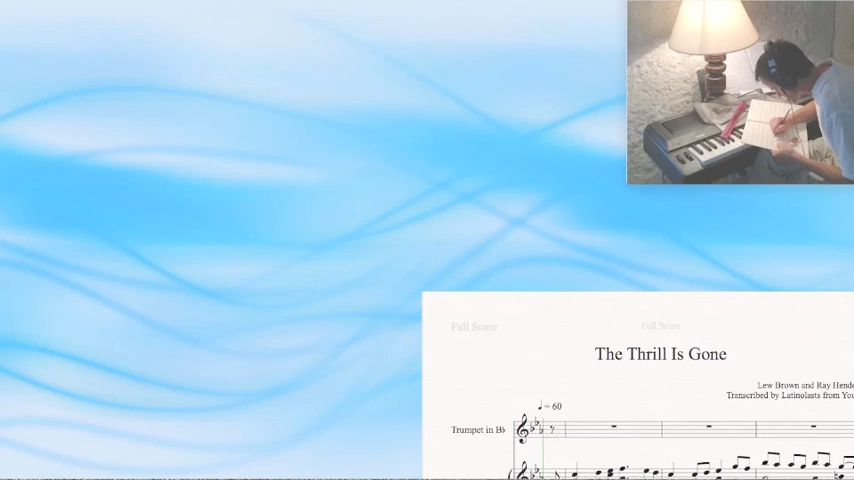 Full Score
Full Score
The Thrill Is Gone
Lew Brown and Ray Hende
Transcribed by Latinolasts from You
♩= 60
Trumpet in B♭